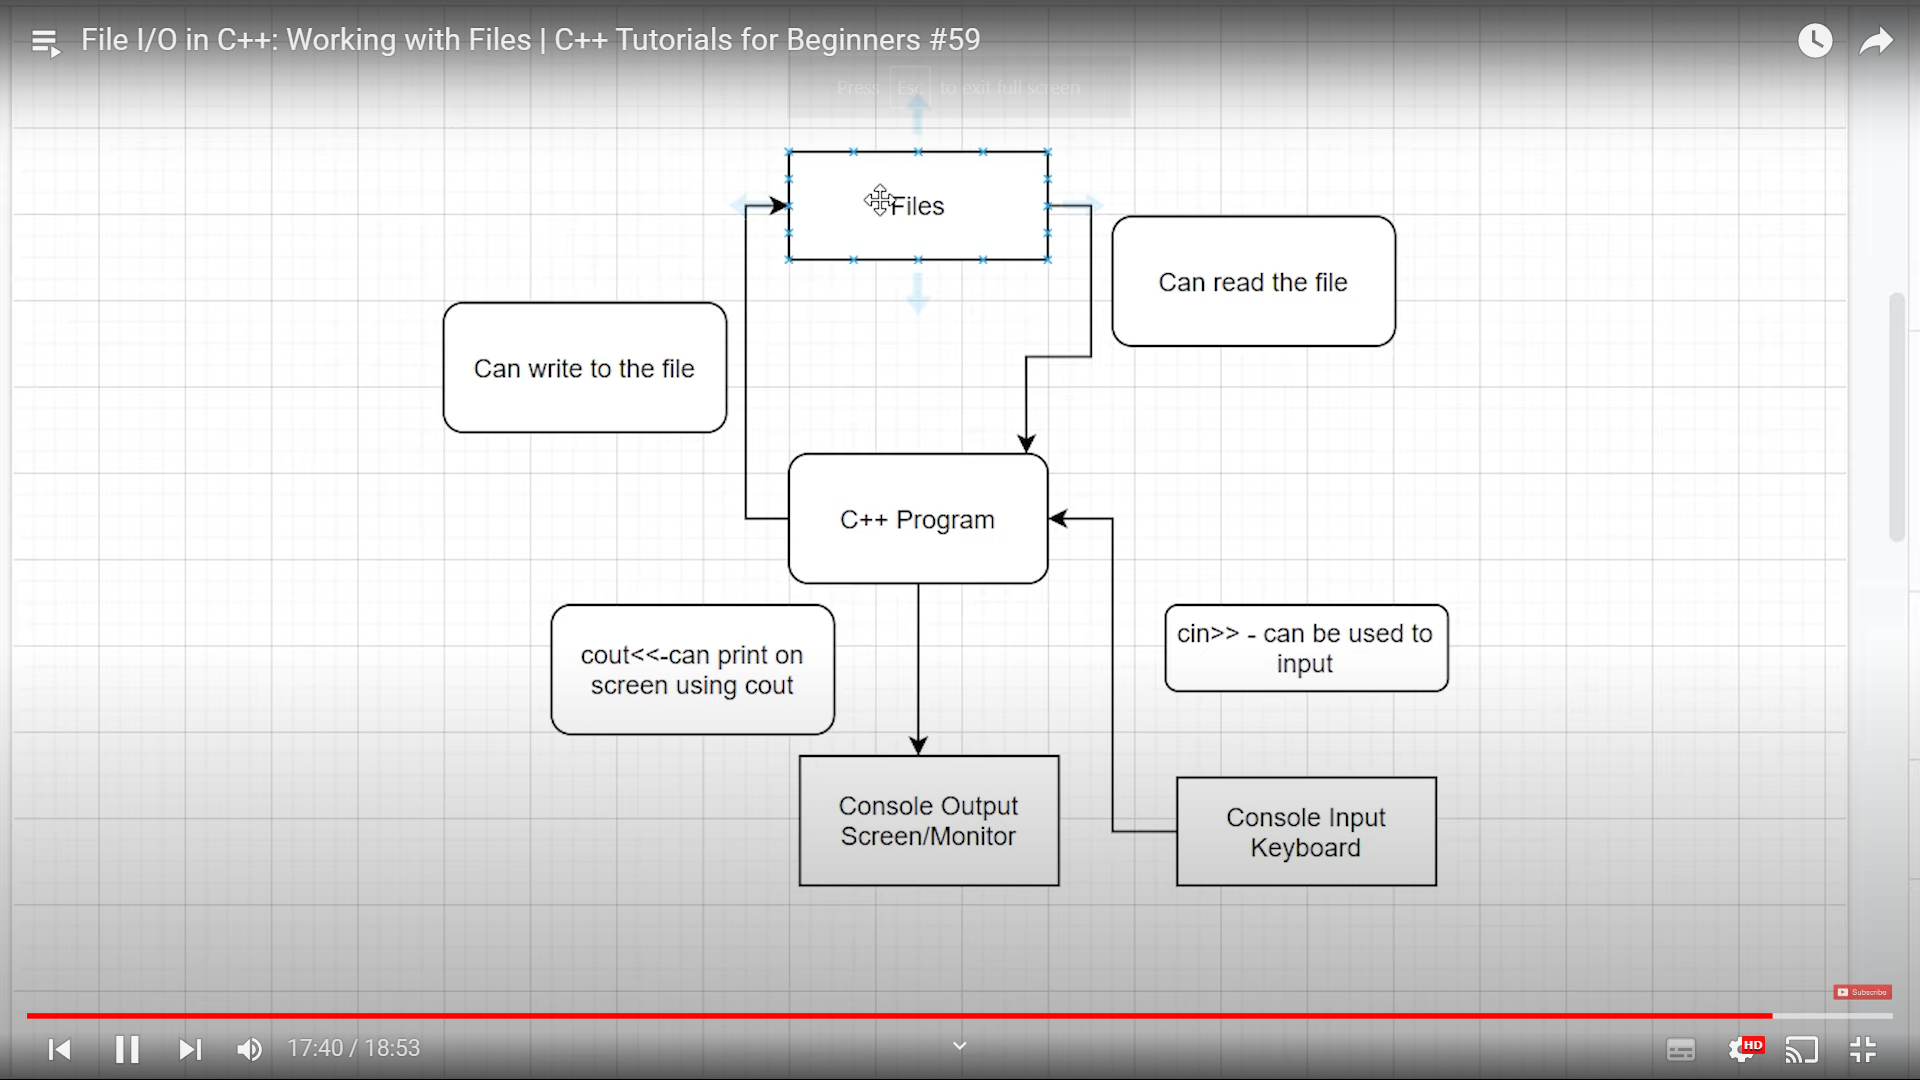 File I/O in C++: Working with Files | C++ Tutorials for Beginners #59
Press Esc to exit full screen
Files
Can read the file
Can write to the file
C++ Program
cout<<-can print on
screen using cout
cin>> - can be used to
input
Console Output
Screen/Monitor
Console Input
Keyboard
Subscribe
17:40 / 18:53
HD